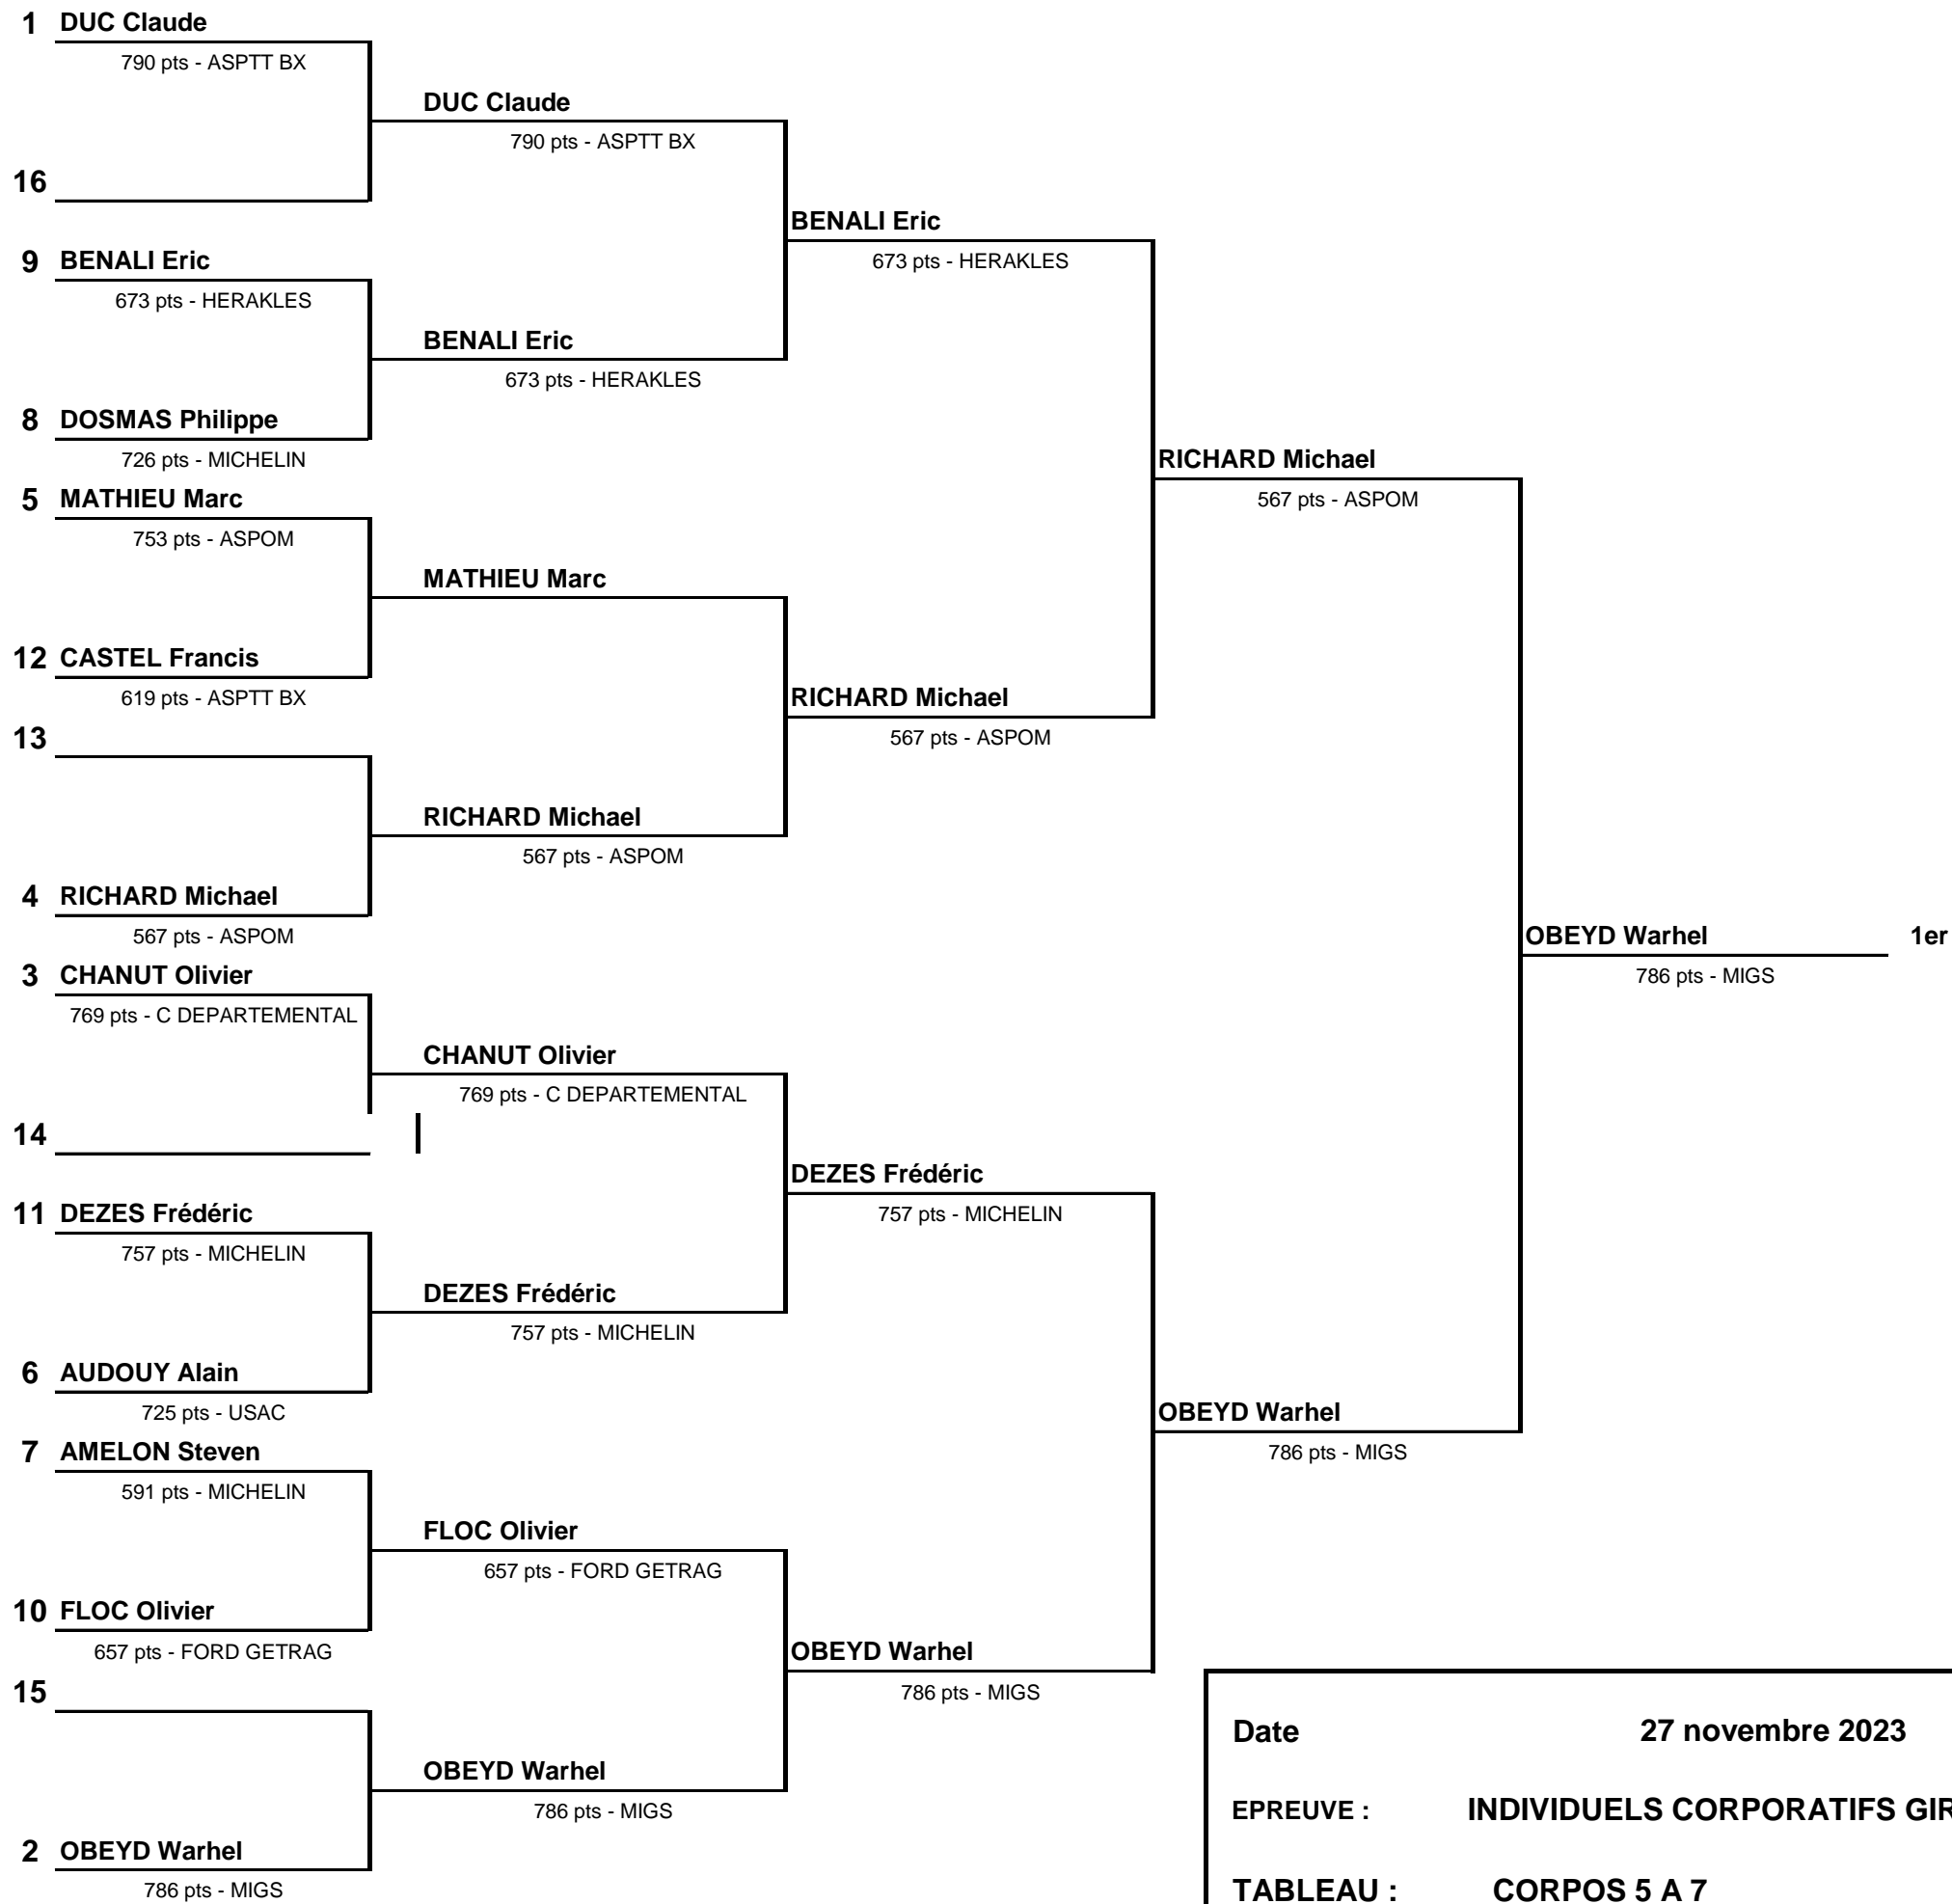 1 DUC Claude
790 pts - ASPTT BX
DUC Claude
790 pts - ASPTT BX
16
BENALI Eric
673 pts - HERAKLES
9 BENALI Eric
673 pts - HERAKLES
BENALI Eric
673 pts - HERAKLES
8 DOSMAS Philippe
726 pts - MICHELIN
RICHARD Michael
567 pts - ASPOM
5 MATHIEU Marc
753 pts - ASPOM
MATHIEU Marc
12 CASTEL Francis
619 pts - ASPTT BX
RICHARD Michael
567 pts - ASPOM
13
RICHARD Michael
567 pts - ASPOM
4 RICHARD Michael
567 pts - ASPOM
OBEYD Warhel 1er
786 pts - MIGS
3 CHANUT Olivier
769 pts - C DEPARTEMENTAL
CHANUT Olivier
769 pts - C DEPARTEMENTAL
14
DEZES Frédéric
757 pts - MICHELIN
11 DEZES Frédéric
757 pts - MICHELIN
DEZES Frédéric
757 pts - MICHELIN
6 AUDOUY Alain
725 pts - USAC
OBEYD Warhel
786 pts - MIGS
7 AMELON Steven
591 pts - MICHELIN
FLOC Olivier
657 pts - FORD GETRAG
10 FLOC Olivier
657 pts - FORD GETRAG
OBEYD Warhel
786 pts - MIGS
15
OBEYD Warhel
786 pts - MIGS
2 OBEYD Warhel
786 pts - MIGS
Date 27 novembre 2023
EPREUVE : INDIVIDUELS CORPORATIFS GIR
TABLEAU : CORPOS 5 A 7